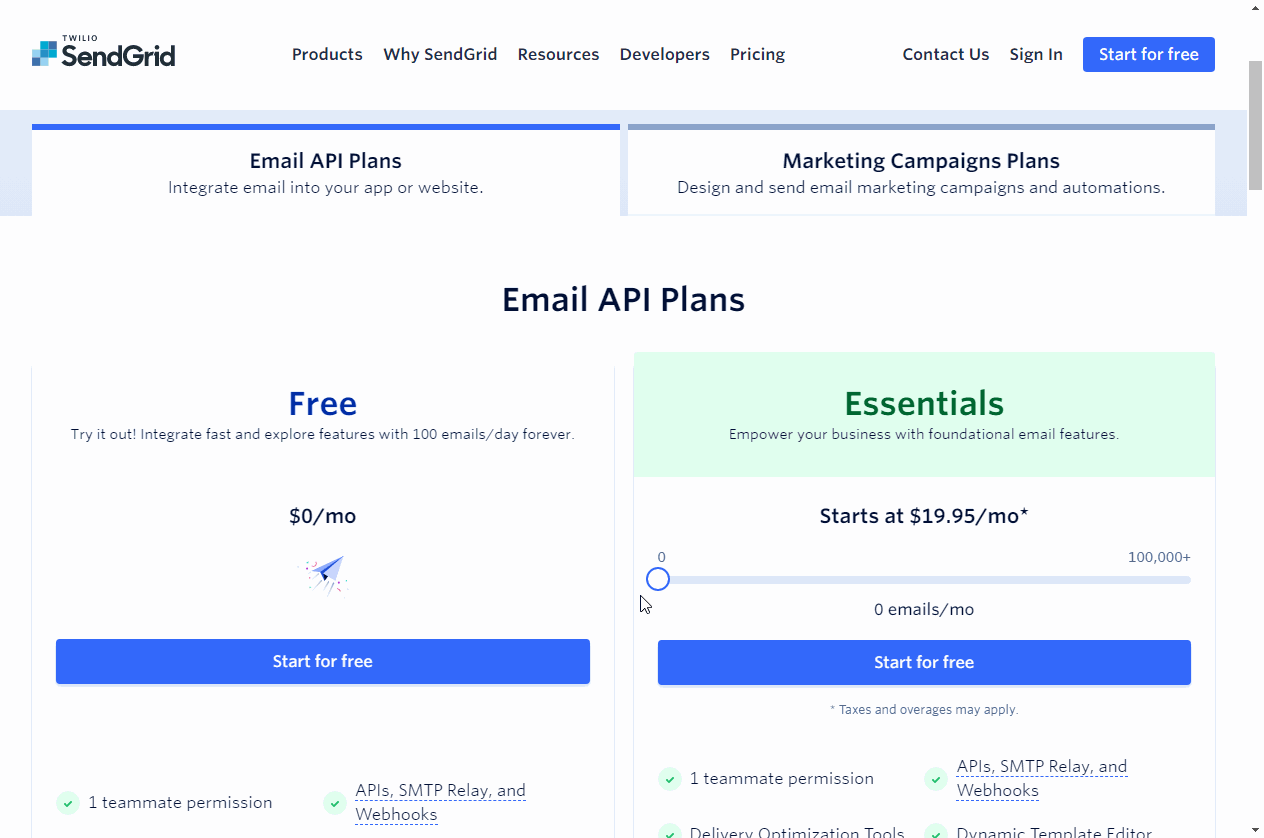 TWILIO
SendGrid
Products Why SendGrid Resources Developers Pricing Contact Us Sign In Start for free
Email API Plans
Integrate email into your app or website.
Marketing Campaigns Plans
Design and send email marketing campaigns and automations.
Email API Plans
Free
Try it out! Integrate fast and explore features with 100 emails/day forever.
$0/mo
Start for free
1 teammate permission
APIs, SMTP Relay, and
Webhooks
Essentials
Empower your business with foundational email features.
Starts at $19.95/mo*
0 100,000+
0 emails/mo
Start for free
* Taxes and overages may apply.
1 teammate permission
APIs, SMTP Relay, and
Webhooks
Delivery Optimization Tools
Dynamic Template Editor